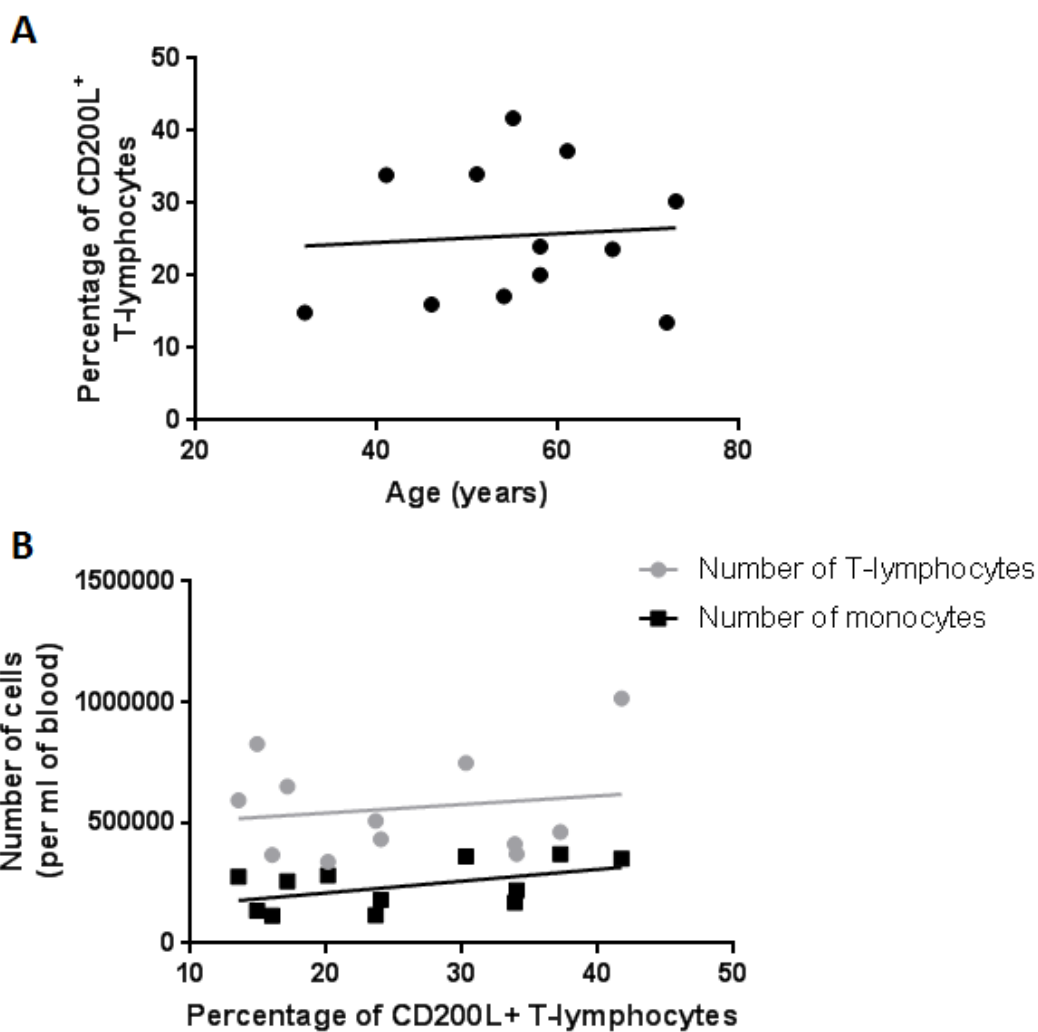 A
Percentage of CD200L+
T-lymphocytes
50
40
30
20
10
0
20 40 60 80
Age (years)
B
Number of T-lymphocytes
Number of monocytes
Number of cells
(per ml of blood)
1500000
1000000
500000
0
10 20 30 40 50
Percentage of CD200L+ T-lymphocytes